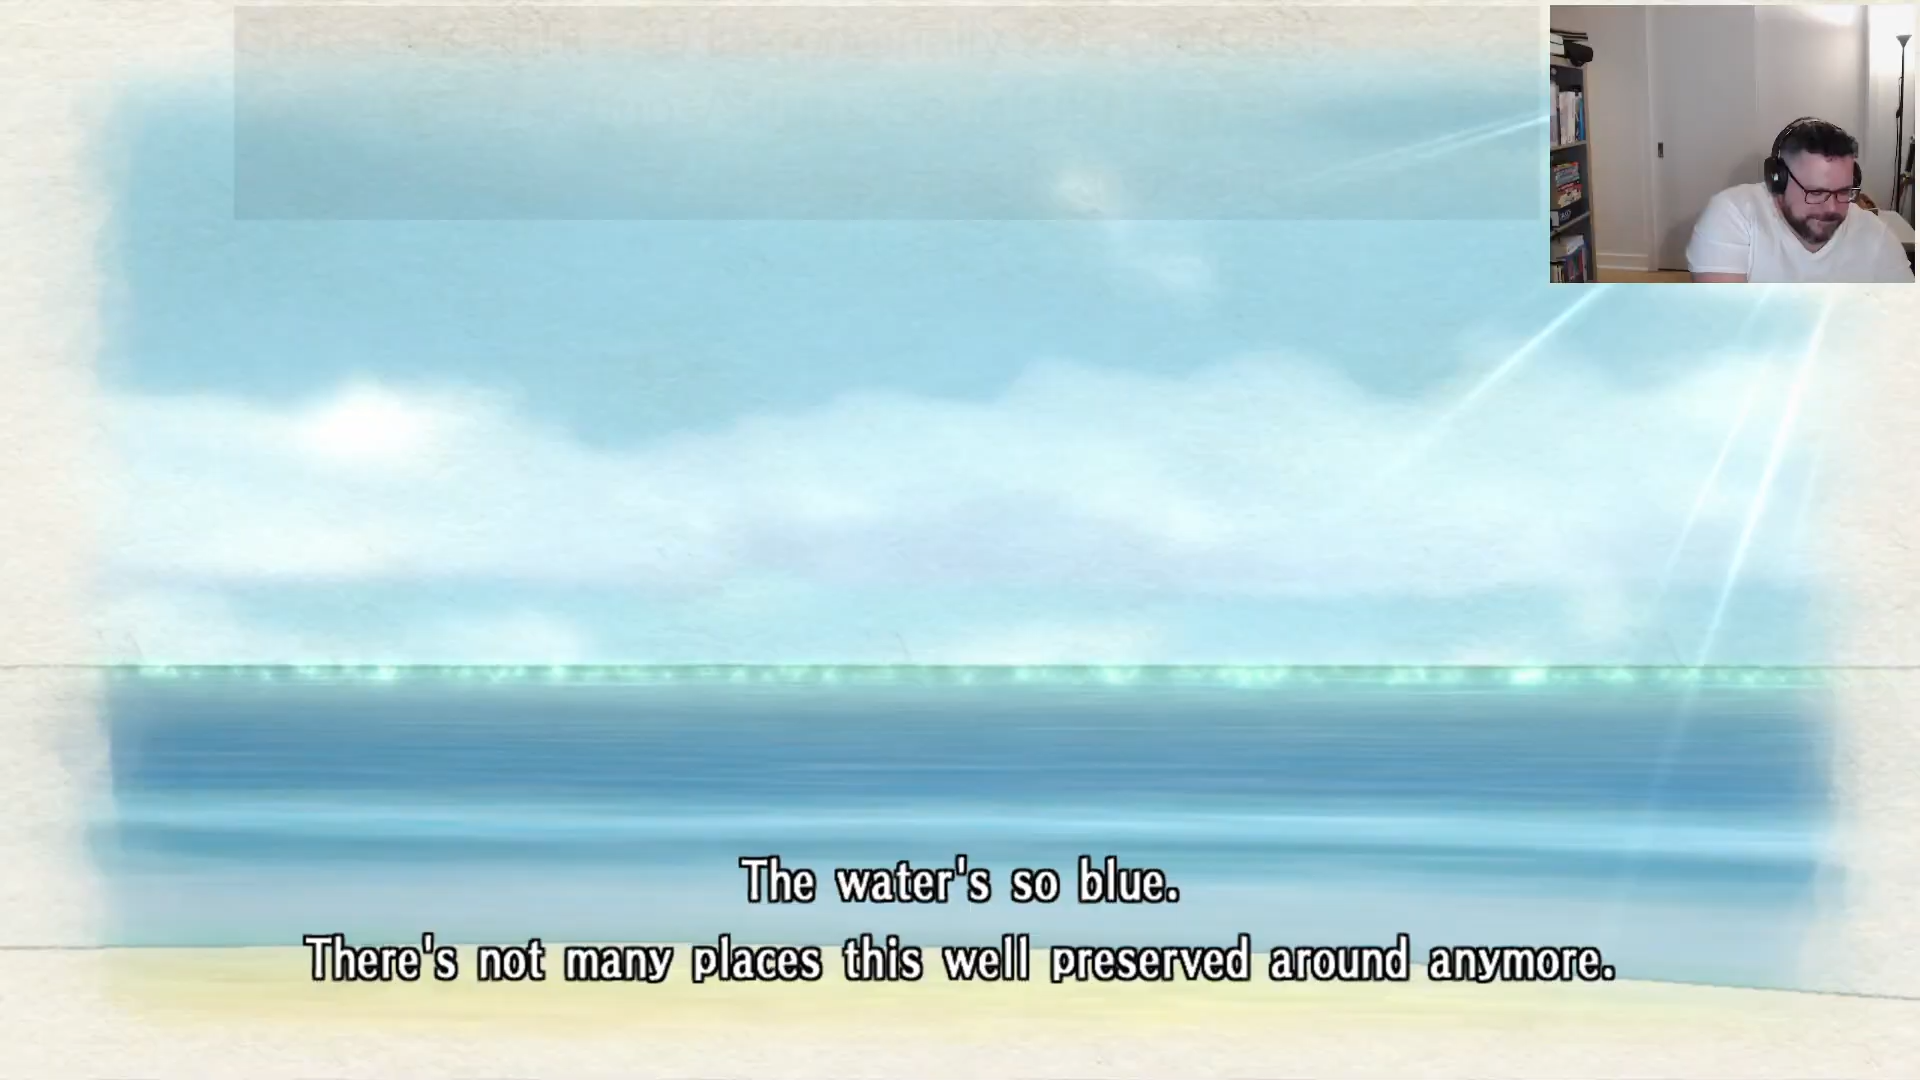 The water's so blue.
There's not many places this well preserved around anymore.